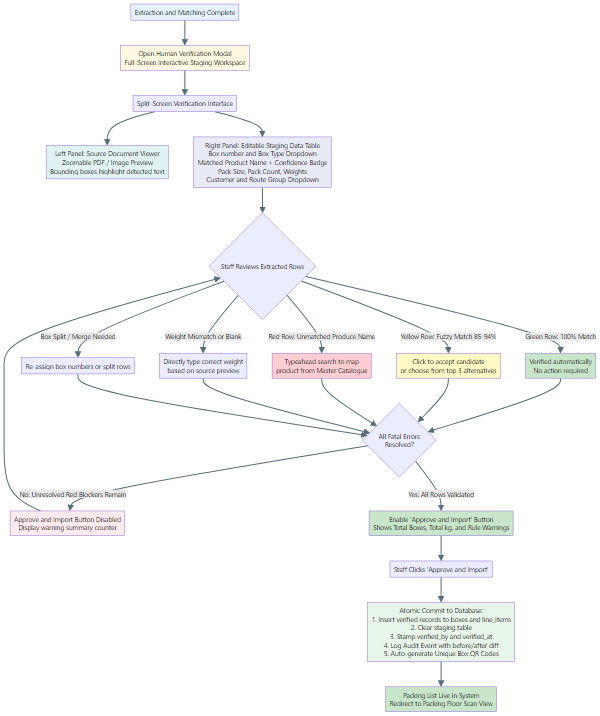 Extraction and Matching Complete
Open Human Verification Modal
Full-Screen Interactive Staging Workspace
Split-Screen Verification Interface
Left Panel: Source Document Viewer
Zoomable PDF / Image Preview
Bounding boxes highlight detected text
Right Panel: Editable Staging Data Table
Box number and Box Type Dropdown
Matched Product Name + Confidence Badge
Pack Size, Pack Count, Weights
Customer and Route Group Dropdown
Staff Reviews Extracted Rows
Box Split / Merge Needed
Weight Mismatch or Blank
Red Row: Unmatched Produce Name
Yellow Row: Fuzzy Match 85-94%
Green Row: 100% Match
Re-assign box numbers or split rows
Directly type correct weight
based on source preview
Typeahead search to map
product from Master Catalogue
Click to accept candidate
or choose from top 3 alternatives
Verified automatically
No action required
All Fatal Errors
Resolved?
No: Unresolved Red Blockers Remain
Yes: All Rows Validated
Approve and Import Button Disabled
Display warning summary counter
Enable 'Approve and Import' Button
Shows Total Boxes, Total kg, and Rule Warnings
Staff Clicks 'Approve and Import'
Atomic Commit to Database:
1. Insert verified records to boxes and line_items
2. Clear staging table
3. Stamp verified_by and verified_at
4. Log Audit Event with before/after diff
5. Auto-generate Unique Box QR Codes
Packing List Live in System
Redirect to Packing Floor Scan View